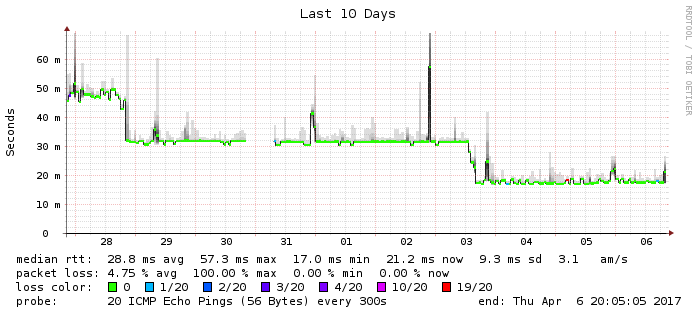 Last 10 Days
RRDTOOL / TOBI OETIKER
Seconds
60 m
50 m
40 m
30 m
20 m
10 m
0
28 29 30 31 01 02 03 04 05 06
median rtt: 28.8 ms avg 57.3 ms max 17.0 ms min 21.2 ms now 9.3 ms sd 3.1 am/s
packet loss: 4.75 % avg 100.00 % max 0.00 % min 0.00 % now
loss color: 0 1/20 2/20 3/20 4/20 10/20 19/20
probe: 20 ICMP Echo Pings (56 Bytes) every 300s end: Thu Apr 6 20:05:05 2017